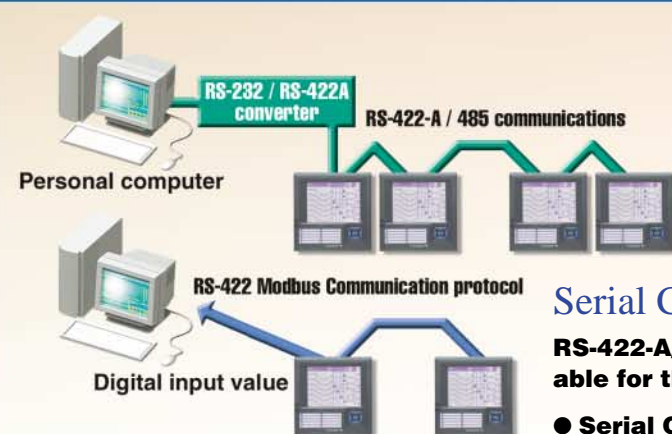 RS-232 / RS-422A
converter
RS-422-A / 485 communications
Personal computer
RS-422 Modbus Communication protocol
Digital input value
Serial
RS-422-A
able for
● Serial